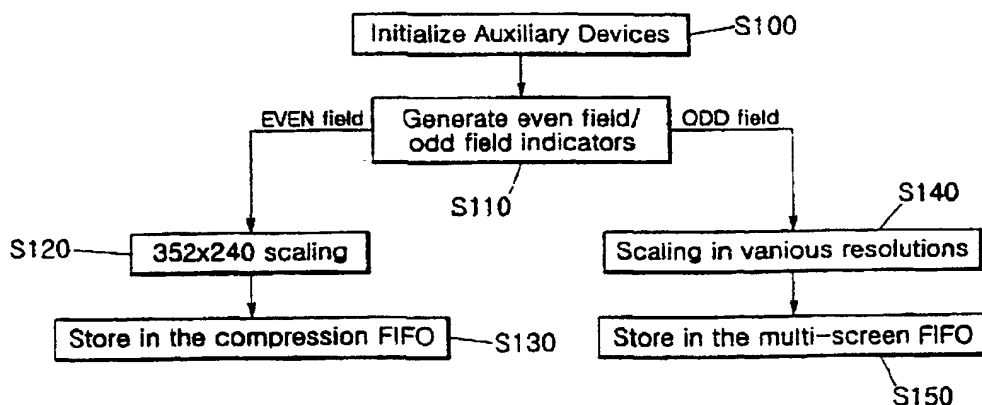 Initialize Auxiliary Devices
S100
EVEN field
Generate even field/
odd field indicators
ODD field
S110
S140
S120
352x240 scaling
Scaling in vanious resolutions
Store in the compression FIFO
S130
Store in the multi-screen FIFO
S150